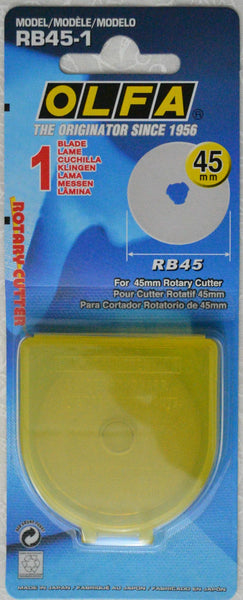 MODEL/MODÈLE/MODELO
RB45-1
OLFA
THE ORIGINATOR SINCE 1956
1
BLADE
LAME
CUCHILLA
KLINGEN
LAMA
MESSEN
LÂMINA
45
mm
RB45
ROTARY CUTTER
For 45mm Rotary Cutter
Pour Cutter Rotatif 45mm
Para Cortador Rotatorio de 45mm
MADE IN JAPAN / FABRIQUÉ AU JAPON / FABRICADO EN JAPÓN